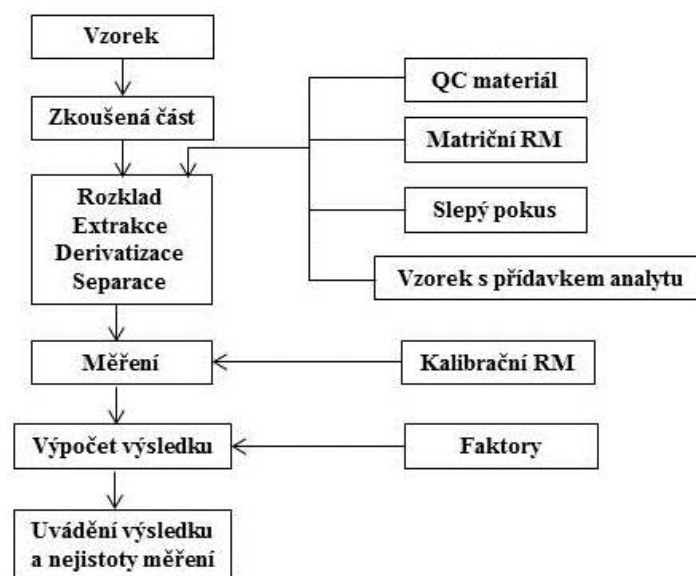 Vzorek
Zkoušená část
Rozklad
Extrakce
Derivatizace
Separace
Měření
Výpočet výsledku
Uvádění výsledku
a nejistoty měření
QC materiál
Matriční RM
Slepý pokus
Vzorek s přídavkem analytu
Kalibrační RM
Faktory